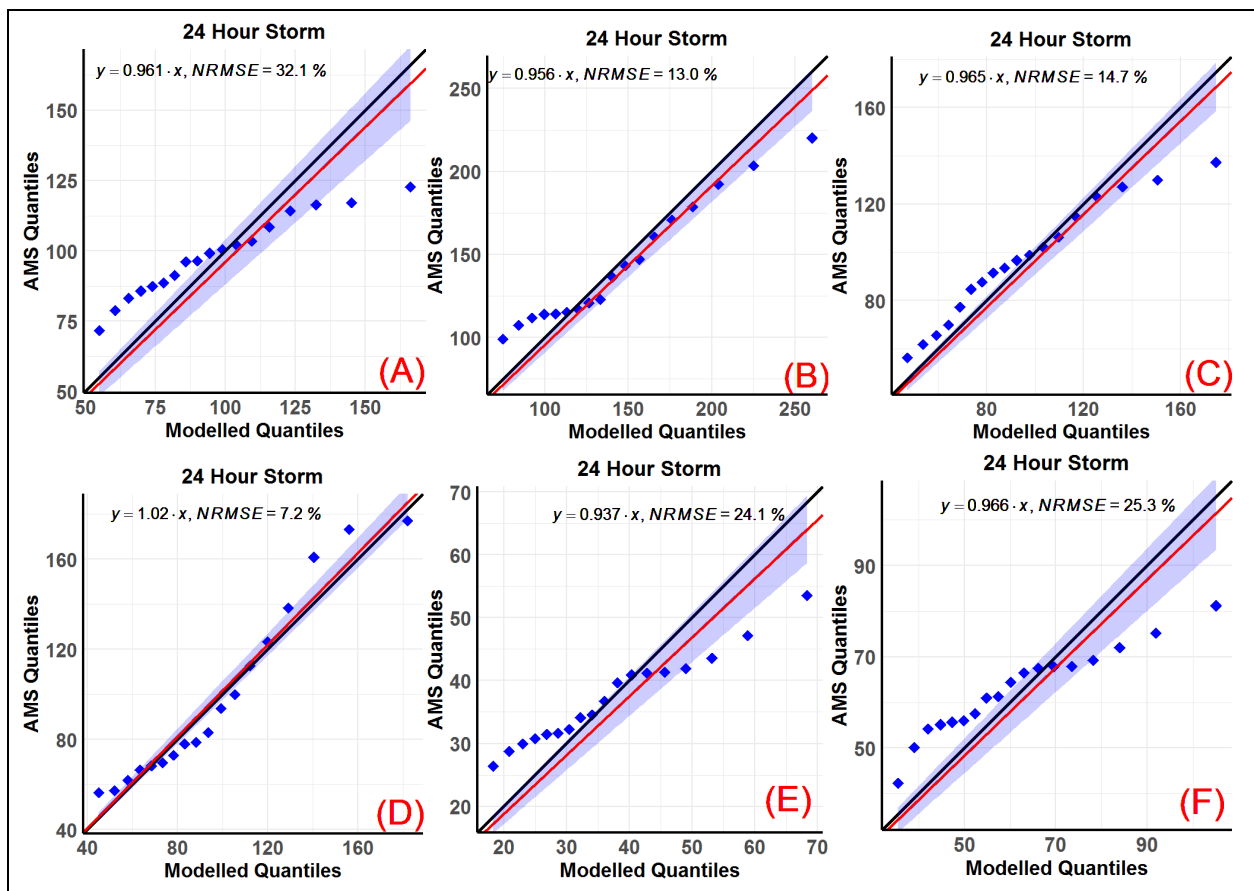 24 Hour Storm
y = 0.961 · x, NRMSE = 32.1 %
AMS Quantiles
150
125
100
75
50
50 75 100 125 150
Modelled Quantiles
(A)
24 Hour Storm
y = 0.956 · x, NRMSE = 13.0 %
AMS Quantiles
250
200
150
100
100 150 200 250
Modelled Quantiles
(B)
24 Hour Storm
y = 0.965 · x, NRMSE = 14.7 %
AMS Quantiles
160
120
80
80 120 160
Modelled Quantiles
(C)
24 Hour Storm
y = 1.02 · x, NRMSE = 7.2 %
AMS Quantiles
160
120
80
40
40 80 120 160
Modelled Quantiles
(D)
24 Hour Storm
y = 0.937 · x, NRMSE = 24.1 %
AMS Quantiles
70
60
50
40
30
20
20 30 40 50 60 70
Modelled Quantiles
(E)
24 Hour Storm
y = 0.966 · x, NRMSE = 25.3 %
AMS Quantiles
90
70
50
50 70 90
Modelled Quantiles
(F)